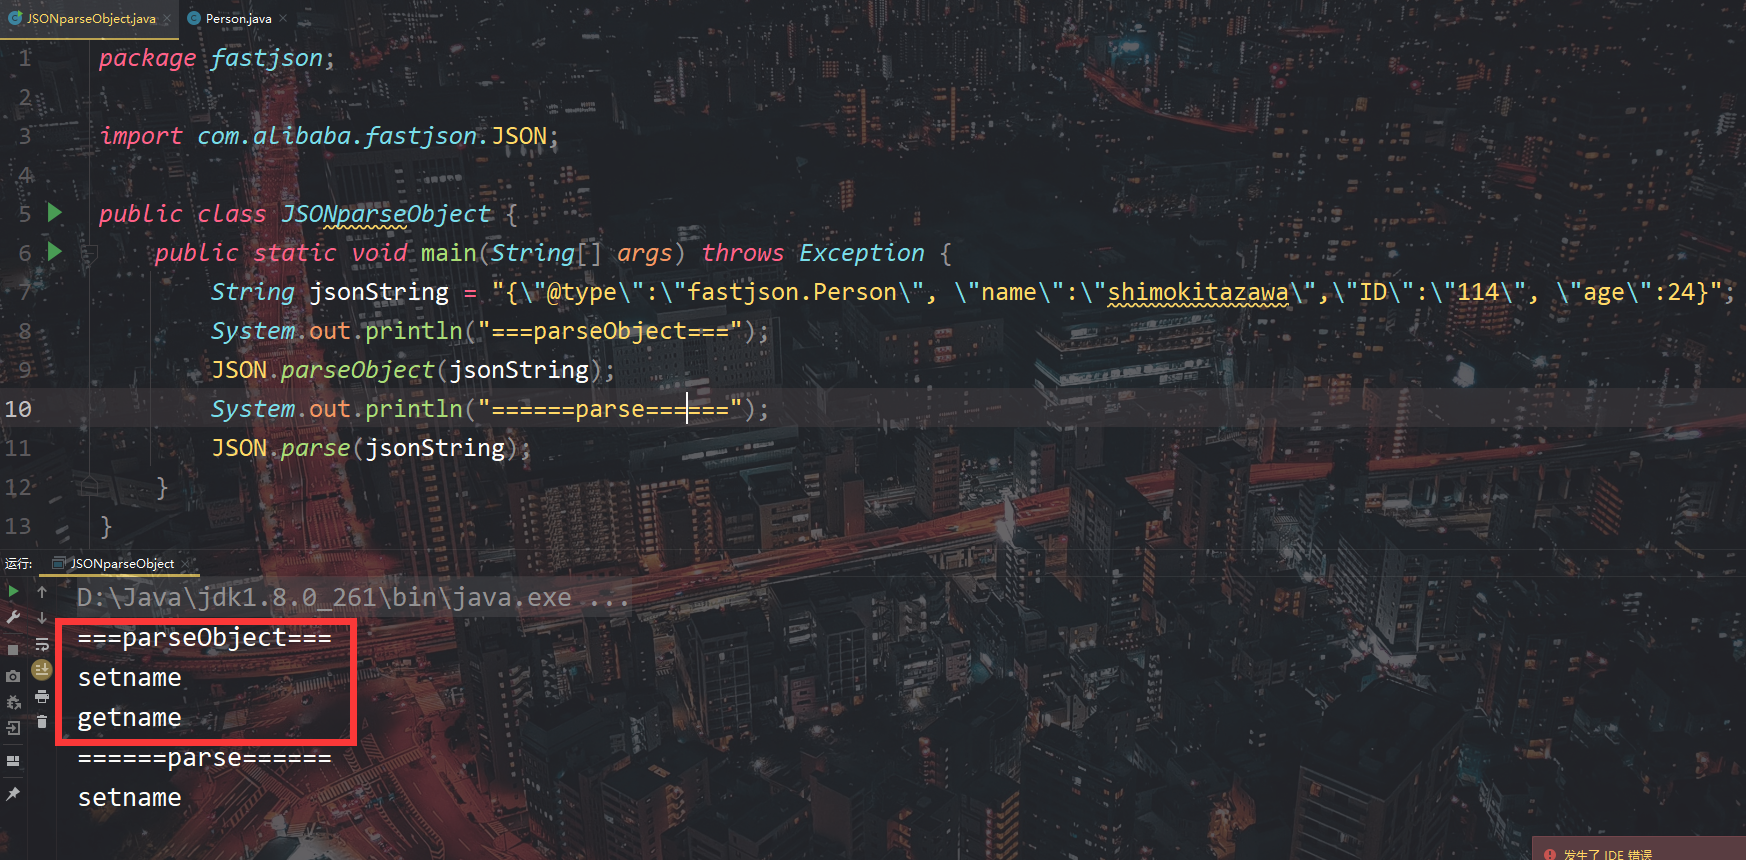 JSONparseObject.java Person.java
1 package fastjson;
2
3 import com.alibaba.fastjson.JSON;
4
5 public class JSONparseObject {
6 public static void main(String[] args) throws Exception {
7 String jsonString = "{\"@type\":\"fastjson.Person\", \"name\":\"shimokitazawa\",\"ID\":\"114\", \"age\":24}";
8 System.out.println("===parseObject===");
9 JSON.parseObject(jsonString);
10 System.out.println("======parse======");
11 JSON.parse(jsonString);
12 }
13 }
运行: JSONparseObject
D:\Java\jdk1.8.0_261\bin\java.exe ...
===parseObject===
setname
getname
======parse======
setname
发生了 IDE 错误